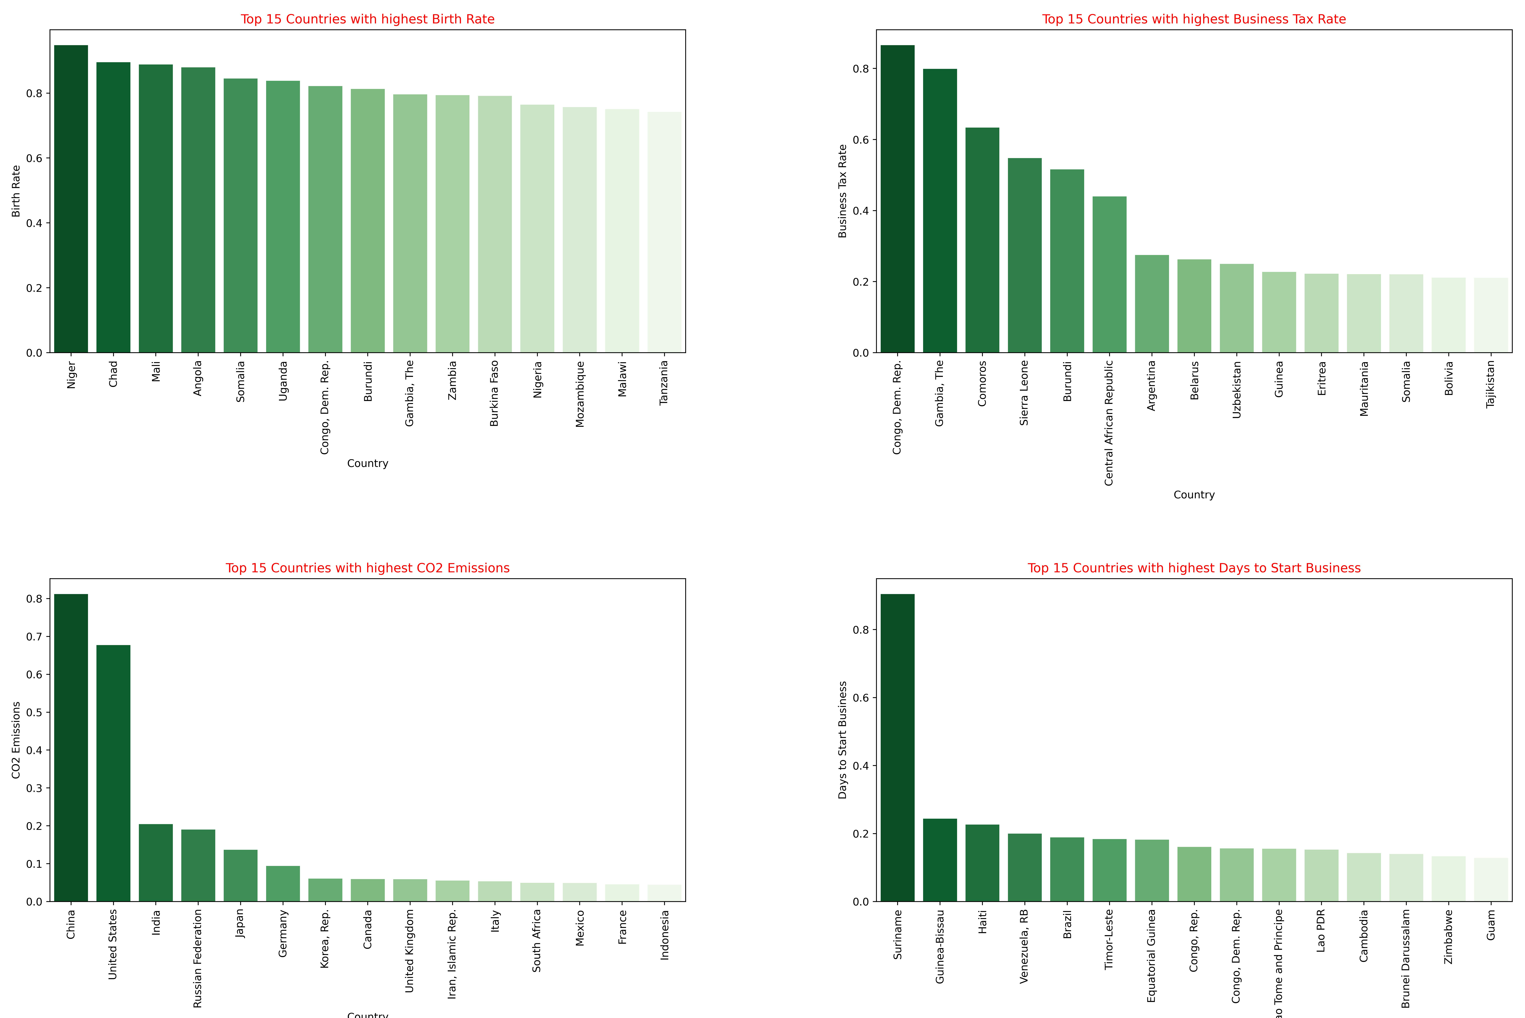 Top 15 Countries with highest Birth Rate
Birth Rate
0.8
0.6
0.4
0.2
0.0
Niger
Chad
Mali
Angola
Somalia
Uganda
Congo, Dem. Rep.
Burundi
Gambia, The
Zambia
Burkina Faso
Nigeria
Mozambique
Malawi
Tanzania
Country
Top 15 Countries with highest Business Tax Rate
Business Tax Rate
0.8
0.6
0.4
0.2
0.0
Congo, Dem. Rep.
Gambia, The
Comoros
Sierra Leone
Burundi
Central African Republic
Argentina
Belarus
Uzbekistan
Guinea
Eritrea
Mauritania
Somalia
Bolivia
Tajikistan
Country
Top 15 Countries with highest CO2 Emissions
CO2 Emissions
0.8
0.7
0.6
0.5
0.4
0.3
0.2
0.1
0.0
China
United States
India
Russian Federation
Japan
Germany
Korea, Rep.
Canada
United Kingdom
Iran, Islamic Rep.
Italy
South Africa
Mexico
France
Indonesia
Country
Top 15 Countries with highest Days to Start Business
Days to Start Business
0.8
0.6
0.4
0.2
0.0
Suriname
Guinea-Bissau
Haiti
Venezuela, RB
Brazil
Timor-Leste
Equatorial Guinea
Congo, Rep.
Congo, Dem. Rep.
ao Tome and Principe
Lao PDR
Cambodia
Brunei Darussalam
Zimbabwe
Guam